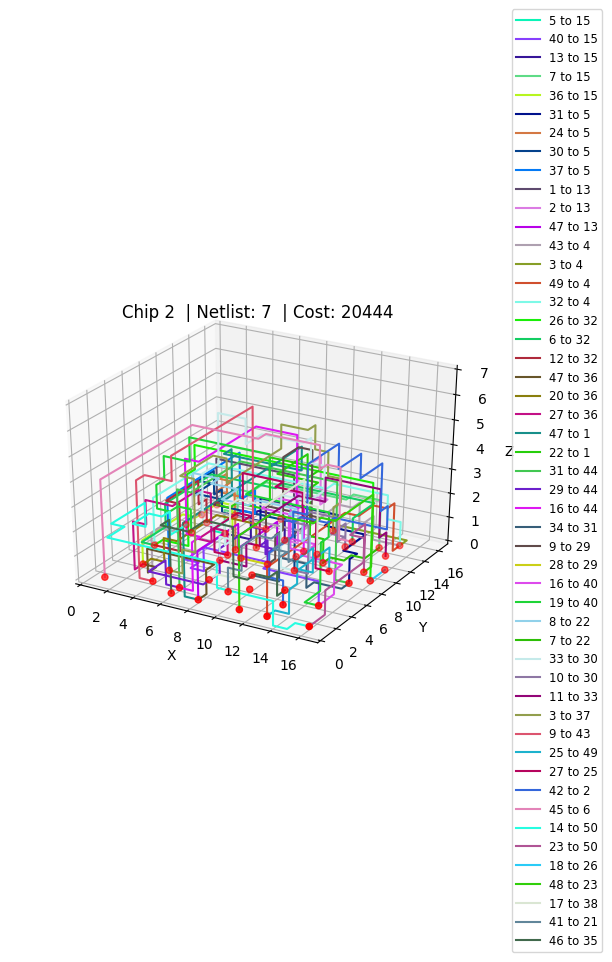 Chip 2 | Netlist: 7 | Cost: 20444
7
6
5
4
3
2
1
0
Z
0
2
4
6
8
10
12
14
16
X
0
2
4
6
8
10
12
14
16
Y
5 to 15
40 to 15
13 to 15
7 to 15
36 to 15
31 to 5
24 to 5
30 to 5
37 to 5
1 to 13
2 to 13
47 to 13
43 to 4
3 to 4
49 to 4
32 to 4
26 to 32
6 to 32
12 to 32
47 to 36
20 to 36
27 to 36
47 to 1
22 to 1
31 to 44
29 to 44
16 to 44
34 to 31
9 to 29
28 to 29
16 to 40
19 to 40
8 to 22
7 to 22
33 to 30
10 to 30
11 to 33
3 to 37
9 to 43
25 to 49
27 to 25
42 to 2
45 to 6
14 to 50
23 to 50
18 to 26
48 to 23
17 to 38
41 to 21
46 to 35